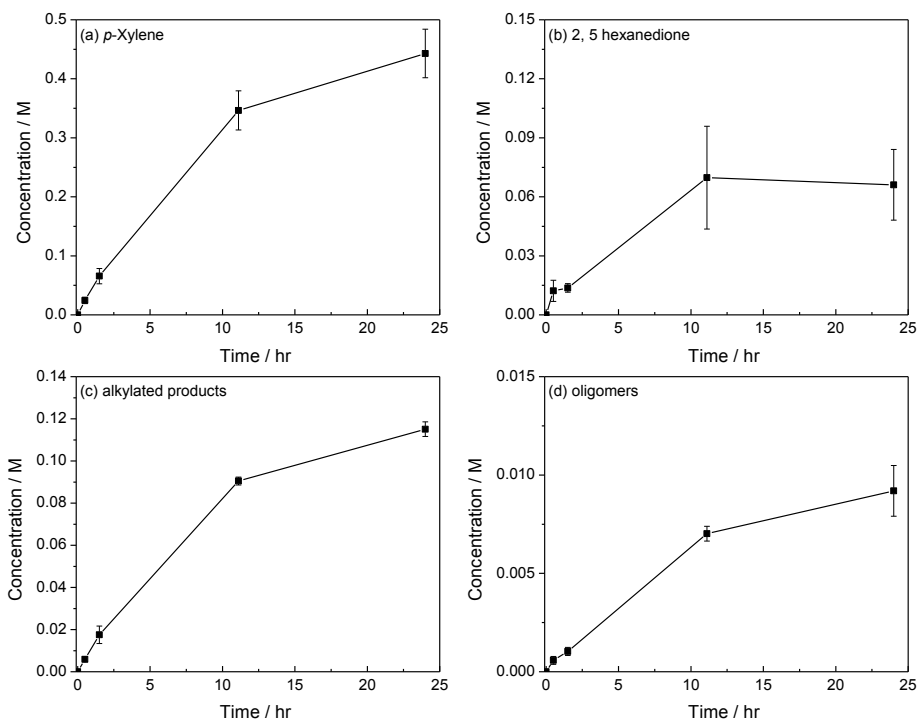 (a) p-Xylene
0.5
0.4
0.3
0.2
0.1
0.0
Concentration / M
0 5 10 15 20 25
Time / hr
(b) 2, 5 hexanedione
0.15
0.12
0.09
0.06
0.03
0.00
Concentration / M
0 5 10 15 20 25
Time / hr
(c) alkylated products
0.14
0.12
0.10
0.08
0.06
0.04
0.02
0.00
Concentration / M
0 5 10 15 20 25
Time / hr
(d) oligomers
0.015
0.010
0.005
0.000
Concentration / M
0 5 10 15 20 25
Time / hr